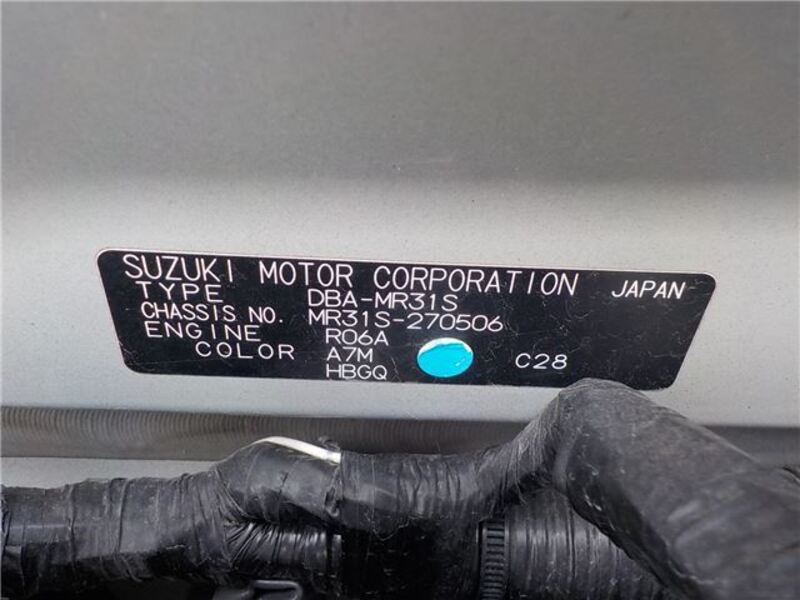 SUZUKI MOTOR CORPORATION JAPAN
TYPE DBA-MR31S
CHASSIS NO. MR31S-270506
ENGINE R06A
COLOR A7M C28
HBGQ